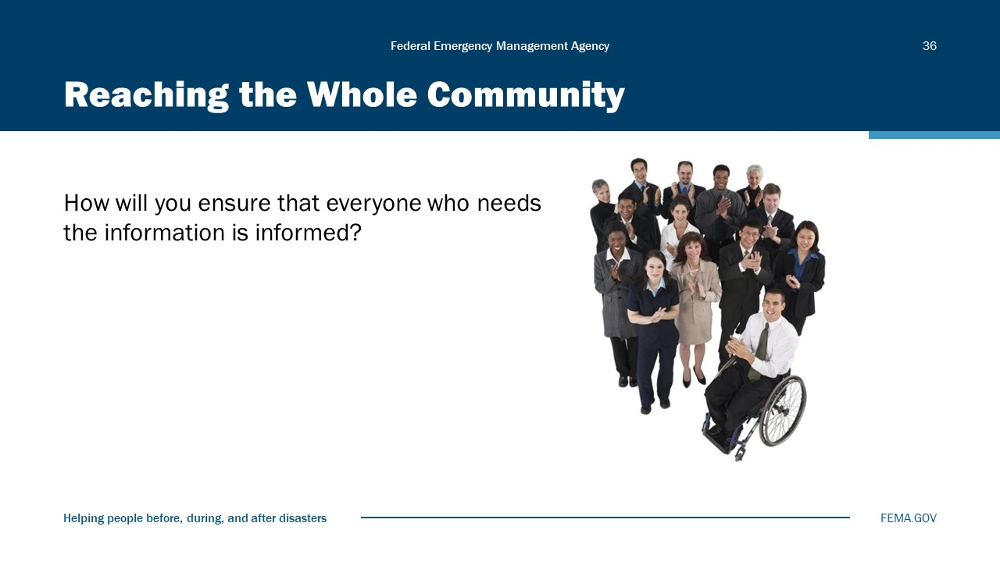 Federal Emergency Management Agency
36
Reaching the Whole Community
How will you ensure that everyone who needs
the information is informed?
Helping people before, during, and after disasters
FEMA.GOV